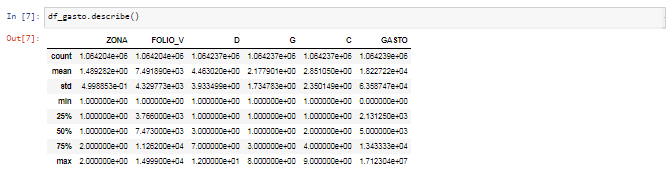 In [7]: df_gasto.describe()
Out[7]:
ZONA FOLIO_V D G C GASTO
count 1.064204e+06 1.064204e+06 1.064237e+06 1.064237e+06 1.064237e+06 1.064239e+06
mean 1.489282e+00 7.491890e+03 4.463020e+00 2.177901e+00 2.851050e+00 1.822722e+04
std 4.998853e-01 4.329773e+03 3.933499e+00 1.734783e+00 2.350149e+00 6.358747e+04
min 1.000000e+00 1.000000e+00 1.000000e+00 1.000000e+00 1.000000e+00 0.000000e+00
25% 1.000000e+00 3.766000e+03 1.000000e+00 1.000000e+00 1.000000e+00 2.131250e+03
50% 1.000000e+00 7.473000e+03 3.000000e+00 1.000000e+00 2.000000e+00 5.000000e+03
75% 2.000000e+00 1.126200e+04 7.000000e+00 3.000000e+00 4.000000e+00 1.343333e+04
max 2.000000e+00 1.499900e+04 1.200000e+01 8.000000e+00 9.000000e+00 1.712304e+07